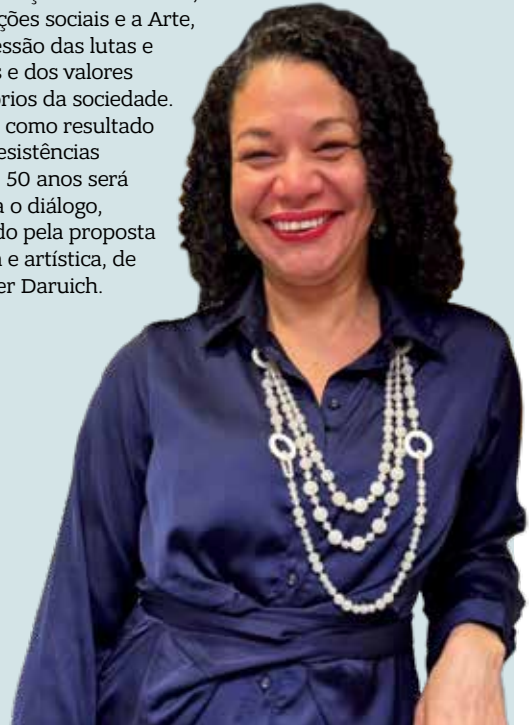 ções sociais e a Arte,
essão das lutas e
s e dos valores
órios da sociedade.
como resultado
esistências
50 anos será
a o diálogo,
do pela proposta
e artística, de
er Daruich.